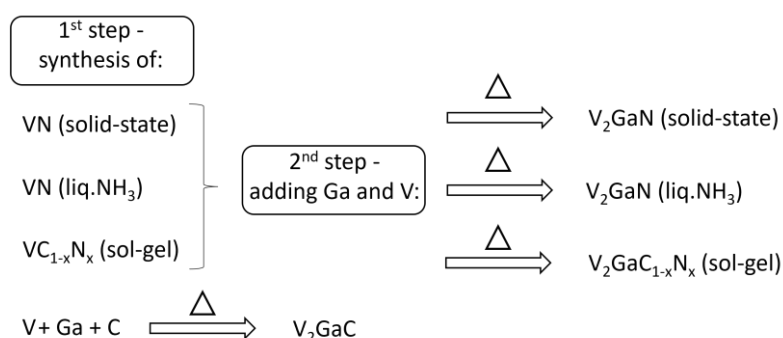 1st step -
synthesis of:
VN (solid-state)
VN (liq.NH₃)
VC₁₋ₓNₓ (sol-gel)
2nd step -
adding Ga and V:
△
V₂GaN (solid-state)
△
V₂GaN (liq.NH₃)
△
V₂GaC₁₋ₓNₓ (sol-gel)
V+ Ga + C △ V₂GaC